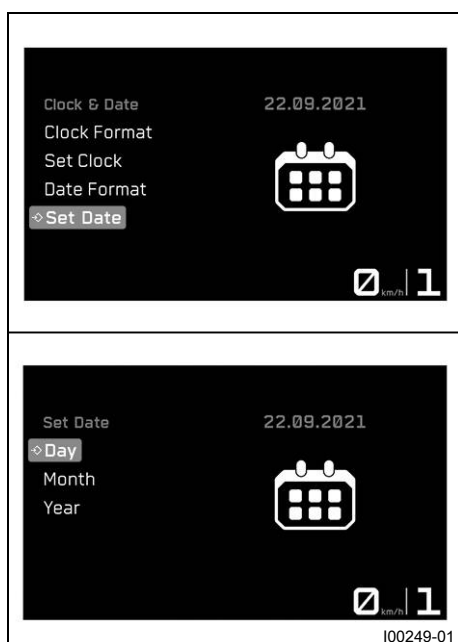 Clock & Date 22.09.2021
Clock Format
Set Clock
Date Format
Set Date
0 km/h 1
Set Date 22.09.2021
Day
Month
Year
0 km/h 1
I00249-01